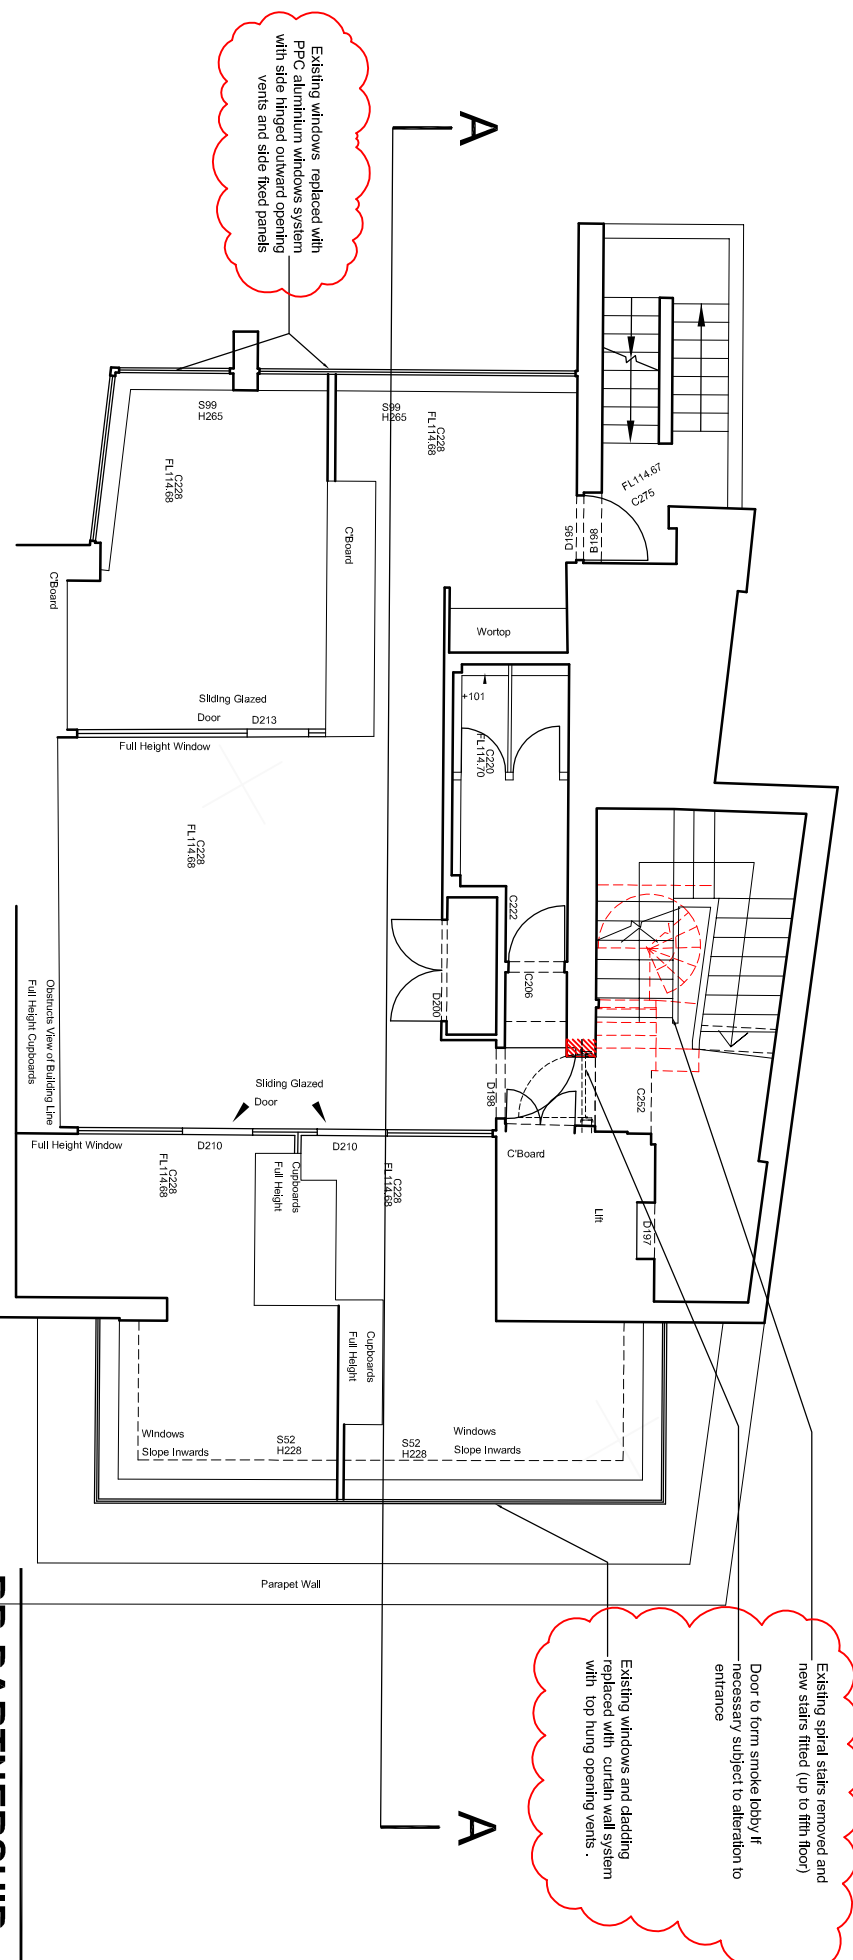 Existing windows replaced with
PPC aluminium windows system
with side hinged outward opening
vents and side fixed panels
A
S99
H265
S99
H265
C228
FL114.68
C228
FL114.68
FL114.67
C275
B198
D195
C'Board
C'Board
Wortop
+101
C220
FL114.70
Sliding Glazed
Door
D213
Full Height Window
C228
FL114.68
C222
C206
D200
D198
C252
Obstructs View of Building Line
Full Height Cupboards
Sliding Glazed
Door
Full Height Window
D210
D210
C228
FL114.68
Cupboards
Full Height
C228
FL114.68
C'Board
Lift
D197
Cupboards
Full Height
Windows
Slope Inwards
S52
H228
S52
H228
Windows
Slope Inwards
Parapet Wall
Existing spiral stairs removed and
new stairs fitted (up to fifth floor)
Door to form smoke lobby if
necessary subject to alteration to
entrance
Existing windows and cladding
replaced with curtain wall system
with top hung opening vents .
A
PARTNERSHIP